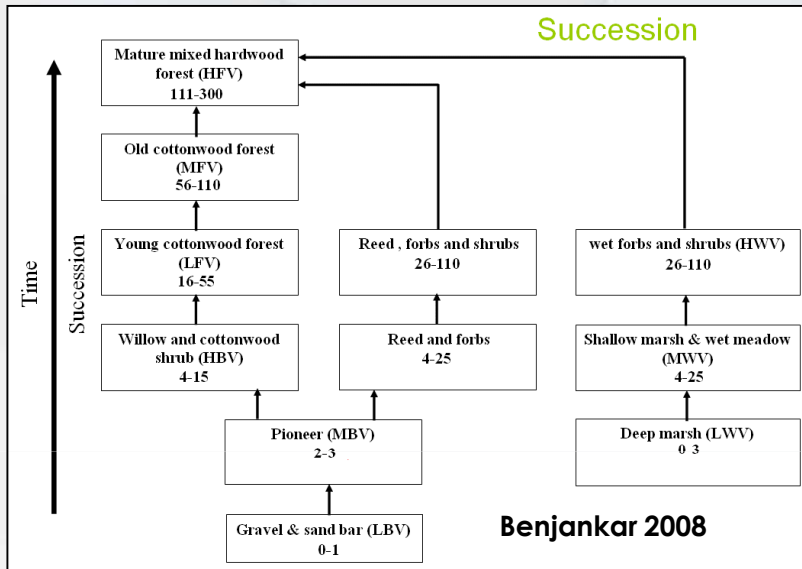 Succession
Mature mixed hardwood
forest (HFV)
111-300
Old cottonwood forest
(MFV)
56-110
Young cottonwood forest
(LFV)
16-55
Reed , forbs and shrubs
26-110
wet forbs and shrubs (HWV)
26-110
Willow and cottonwood
shrub (HBV)
4-15
Reed and forbs
4-25
Shallow marsh & wet meadow
(MWV)
4-25
Pioneer (MBV)
2-3
Deep marsh (LWV)
0 3
Gravel & sand bar (LBV)
0-1
Time
Succession
Benjankar 2008